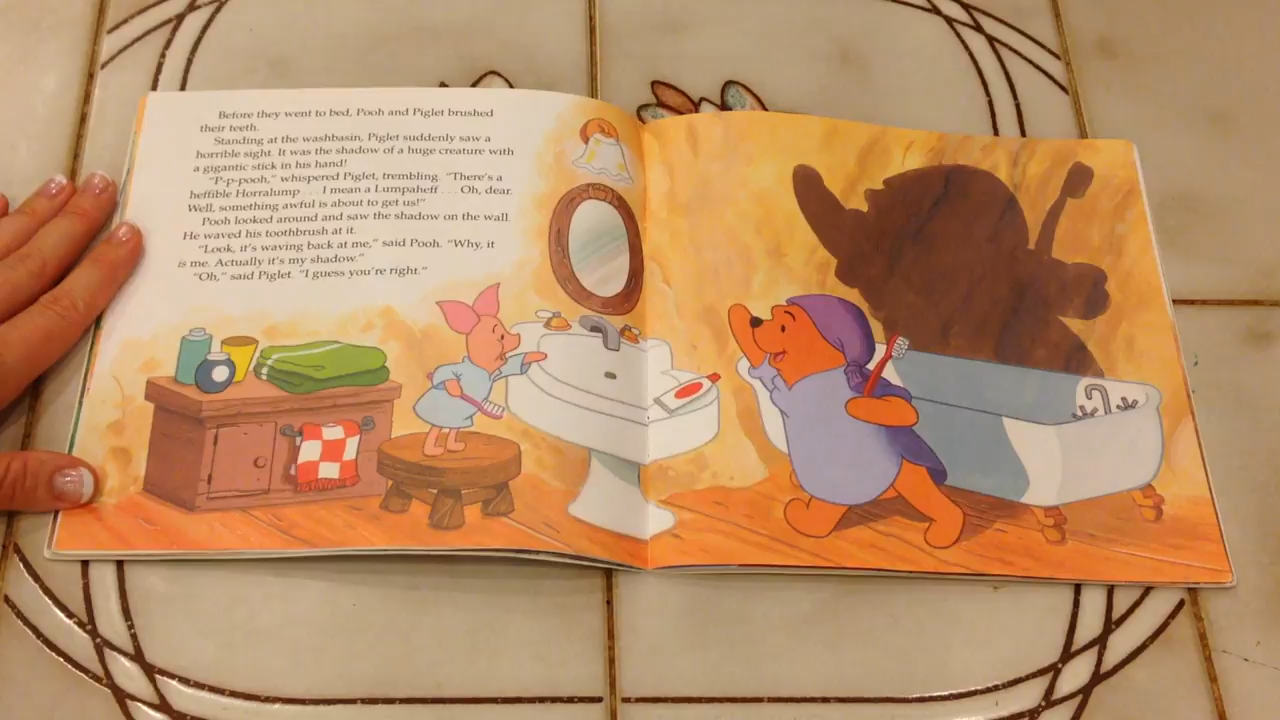 Before they went to bed, Pooh and Piglet brushed
their teeth.
Standing at the washbasin, Piglet suddenly saw a
horrible sight. It was the shadow of a huge creature with
a gigantic stick in his hand!
"P-p-pooh," whispered Piglet, trembling. "There's a
heffible Horralump . . . I mean a Lumpaheff . . . Oh, dear.
Well, something awful is about to get us!"
Pooh looked around and saw the shadow on the wall.
He waved his toothbrush at it.
"Look, it's waving back at me," said Pooh. "Why, it
is me. Actually it's my shadow."
"Oh," said Piglet. "I guess you're right."